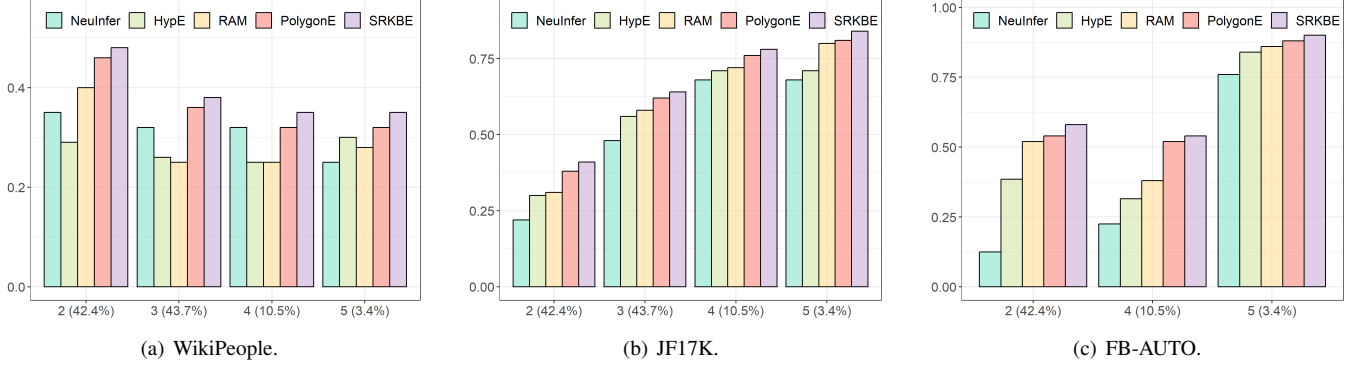 NeuInfer HypE RAM PolygonE SRKBE
0.4
0.2
0.0
2 (42.4%) 3 (43.7%) 4 (10.5%) 5 (3.4%)
(a) WikiPeople.
NeuInfer HypE RAM PolygonE SRKBE
0.75
0.50
0.25
0.00
2 (42.4%) 3 (43.7%) 4 (10.5%) 5 (3.4%)
(b) JF17K.
1.00
NeuInfer HypE RAM PolygonE SRKBE
0.75
0.50
0.25
0.00
2 (42.4%) 4 (10.5%) 5 (3.4%)
(c) FB-AUTO.